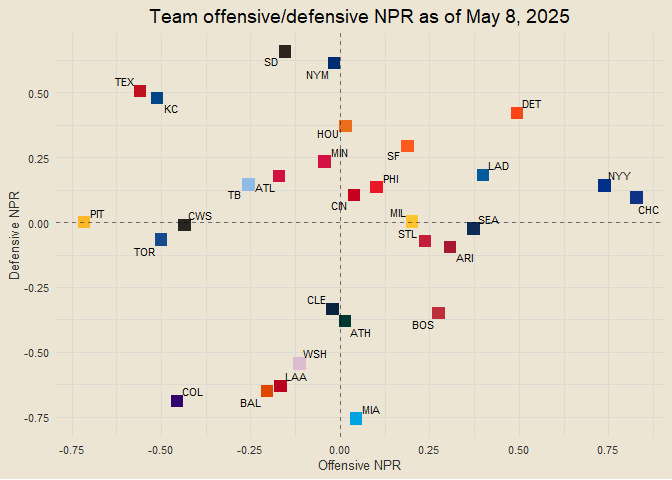 Team offensive/defensive NPR as of May 8, 2025
SD
NYM
TEX
KC
DET
HOU
SF
MIN
LAD
TB
ATL
PHI
CIN
NYY
CHC
PIT
CWS
MIL
SEA
STL
TOR
ARI
CLE
ATH
BOS
WSH
LAA
COL
BAL
MIA
Defensive NPR
0.50
0.25
0.00
-0.25
-0.50
-0.75
-0.75
-0.50
-0.25
0.00
0.25
0.50
0.75
Offensive NPR